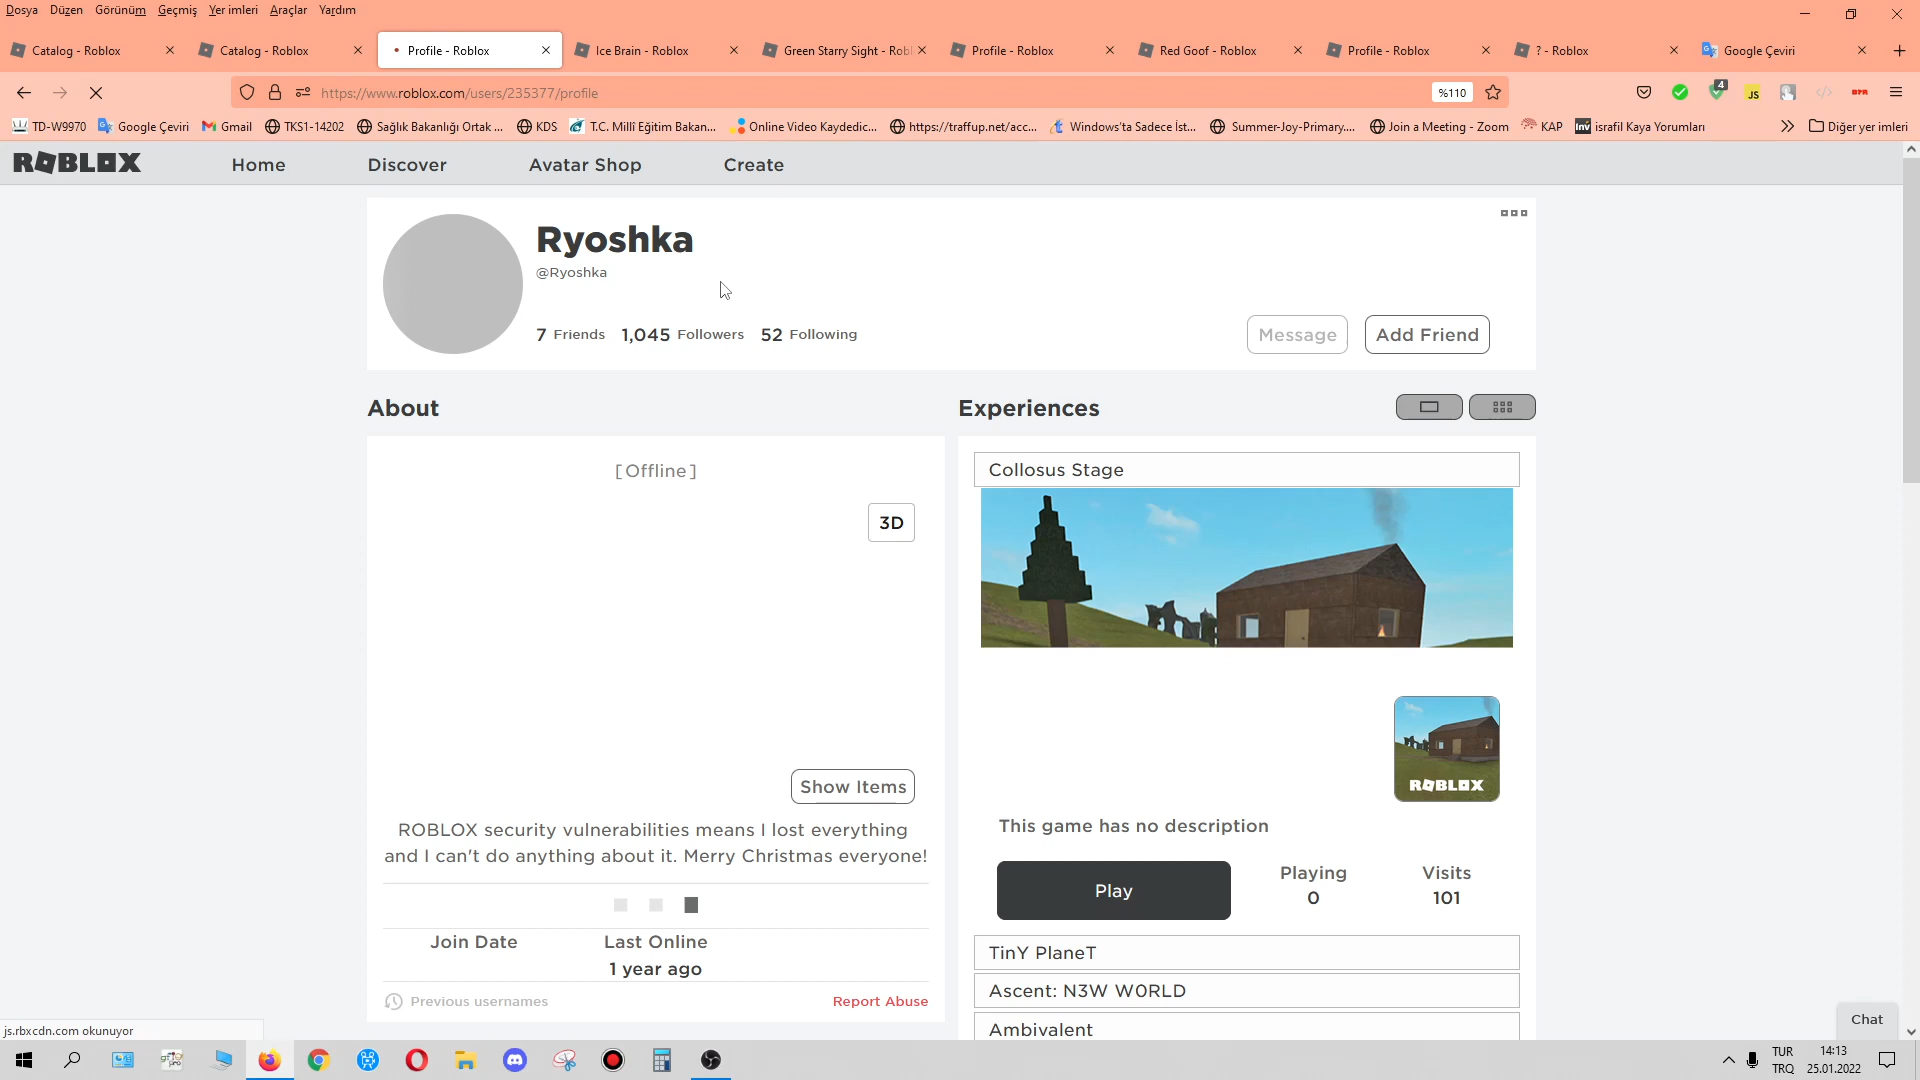 Dosya Düzen Görünüm Geçmiş Yer imleri Araçlar Yardım
Catalog - Roblox
Catalog - Roblox
Profile - Roblox
Ice Brain - Roblox
Green Starry Sight - Robl
Profile - Roblox
Red Goof - Roblox
Profile - Roblox
? - Roblox
Google Çeviri
https://www.roblox.com/users/235377/profile
%110
4
JS
TD-W9970
Google Çeviri
Gmail
TKS1-14202
Sağlık Bakanlığı Ortak ...
KDS
T.C. Millî Eğitim Bakan...
Online Video Kaydedic...
https://traffup.net/acc...
Windows'ta Sadece İst...
Summer-Joy-Primary....
Join a Meeting - Zoom
KAP
Inv
israfil Kaya Yorumları
Diğer yer imleri
ROBLOX
Home
Discover
Avatar Shop
Create
Ryoshka
@Ryoshka
7 Friends 1,045 Followers 52 Following
Message
Add Friend
About
[Offline]
3D
Show Items
ROBLOX security vulnerabilities means I lost everything
and I can't do anything about it. Merry Christmas everyone!
Join Date
Last Online
1 year ago
Previous usernames
Report Abuse
Experiences
Collosus Stage
ROBLOX
This game has no description
Play
Playing
0
Visits
101
TinY PlaneT
Ascent: N3W W0RLD
Ambivalent
Chat
js.rbxcdn.com okunuyor
TUR
TRQ
14:13
25.01.2022